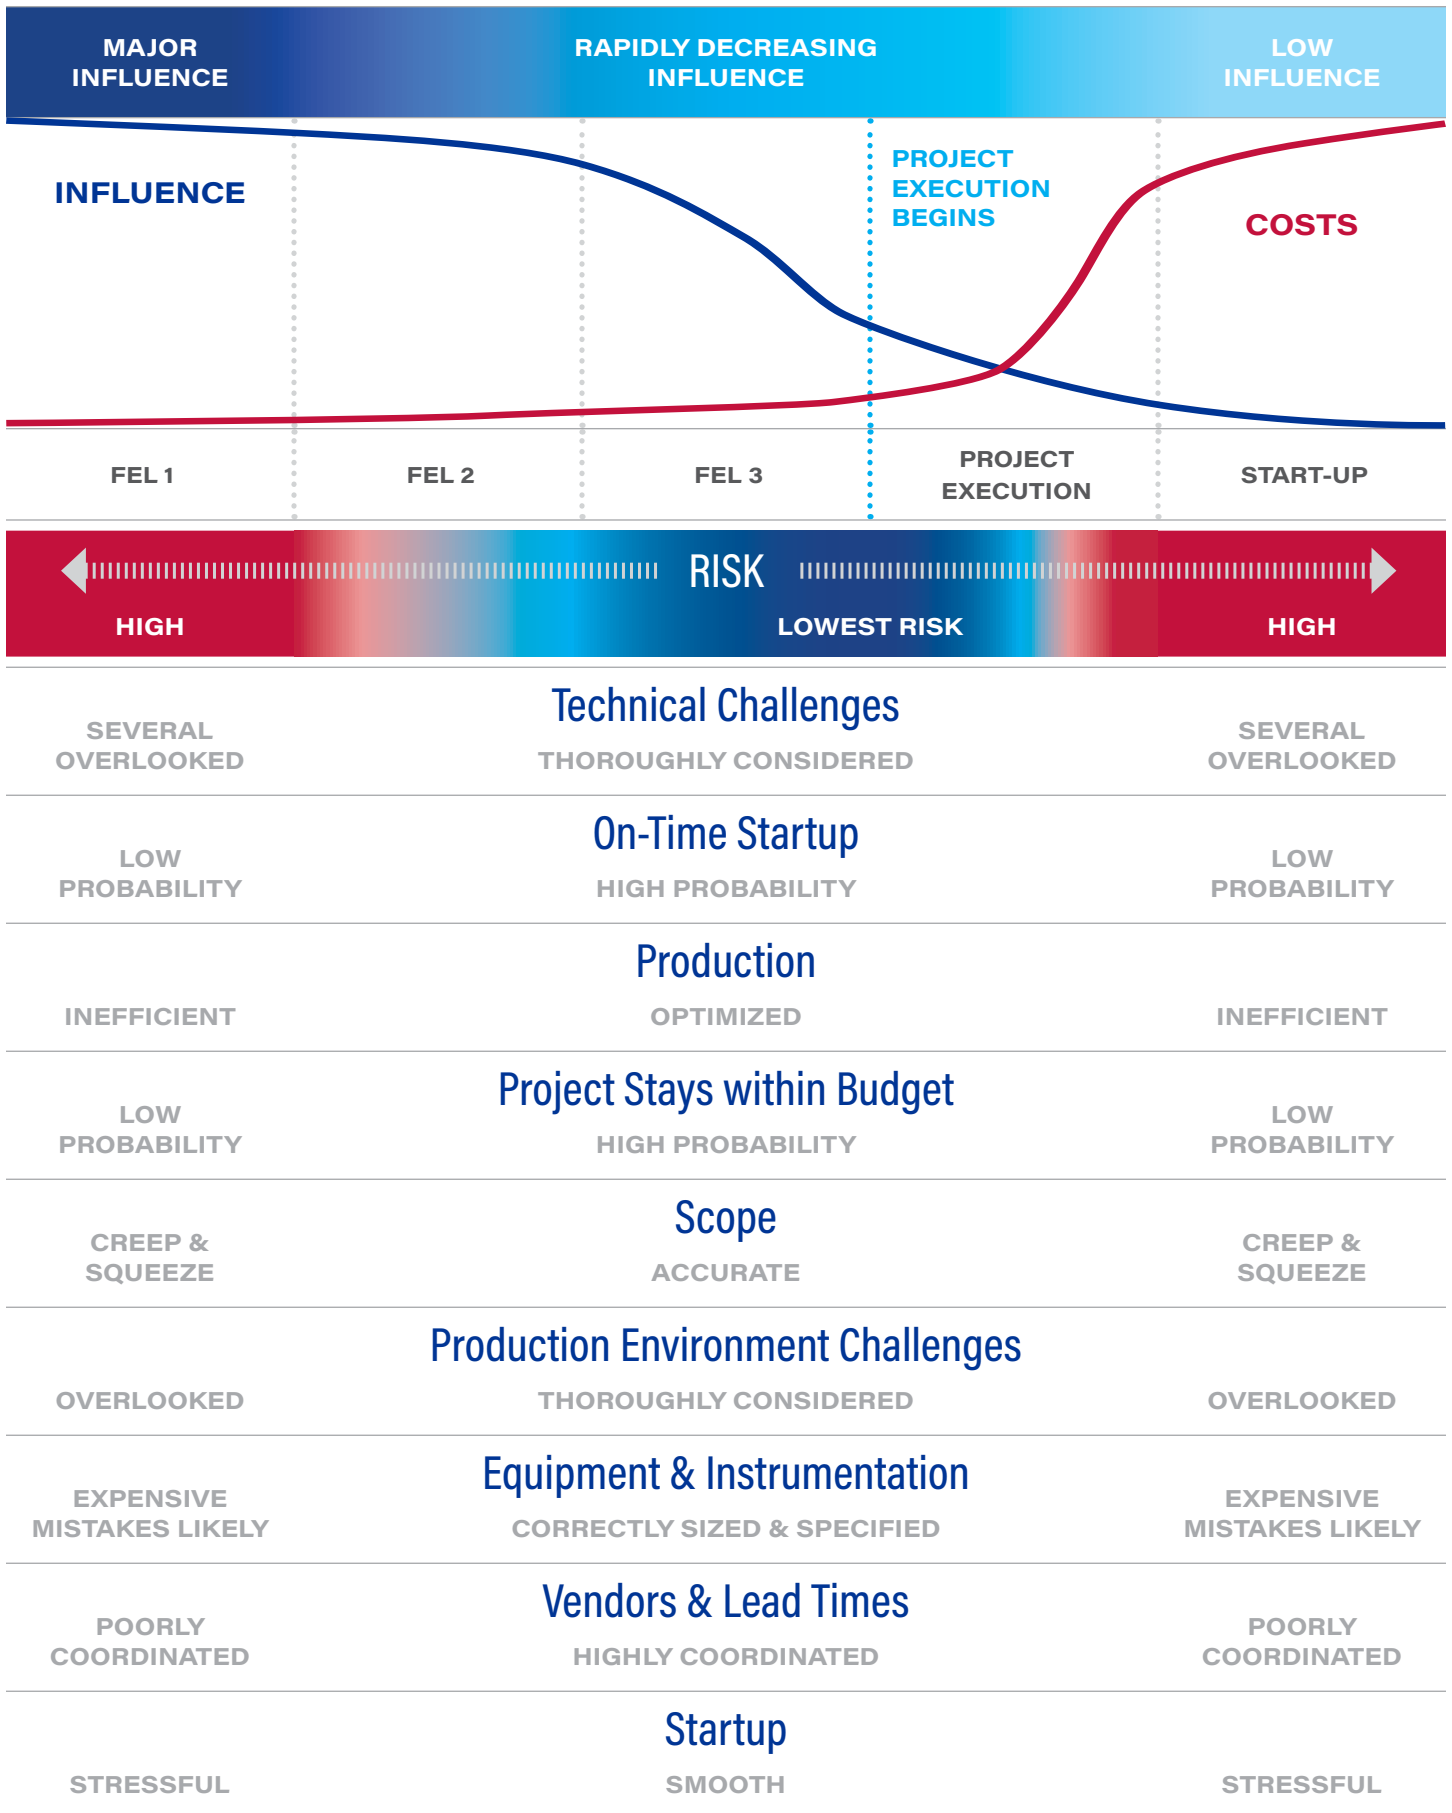 MAJOR
INFLUENCE
RAPIDLY DECREASING
INFLUENCE
LOW
INFLUENCE
INFLUENCE
PROJECT
EXECUTION
BEGINS
COSTS
FEL 1
FEL 2
FEL 3
PROJECT
EXECUTION
START-UP
RISK
HIGH
LOWEST RISK
HIGH
Technical Challenges
SEVERAL
OVERLOOKED
THOROUGHLY CONSIDERED
SEVERAL
OVERLOOKED
On-Time Startup
LOW
PROBABILITY
HIGH PROBABILITY
LOW
PROBABILITY
Production
INEFFICIENT
OPTIMIZED
INEFFICIENT
Project Stays within Budget
LOW
PROBABILITY
HIGH PROBABILITY
LOW
PROBABILITY
Scope
CREEP &
SQUEEZE
ACCURATE
CREEP &
SQUEEZE
Production Environment Challenges
OVERLOOKED
THOROUGHLY CONSIDERED
OVERLOOKED
Equipment & Instrumentation
EXPENSIVE
MISTAKES LIKELY
CORRECTLY SIZED & SPECIFIED
EXPENSIVE
MISTAKES LIKELY
Vendors & Lead Times
POORLY
COORDINATED
HIGHLY COORDINATED
POORLY
COORDINATED
Startup
STRESSFUL
SMOOTH
STRESSFUL